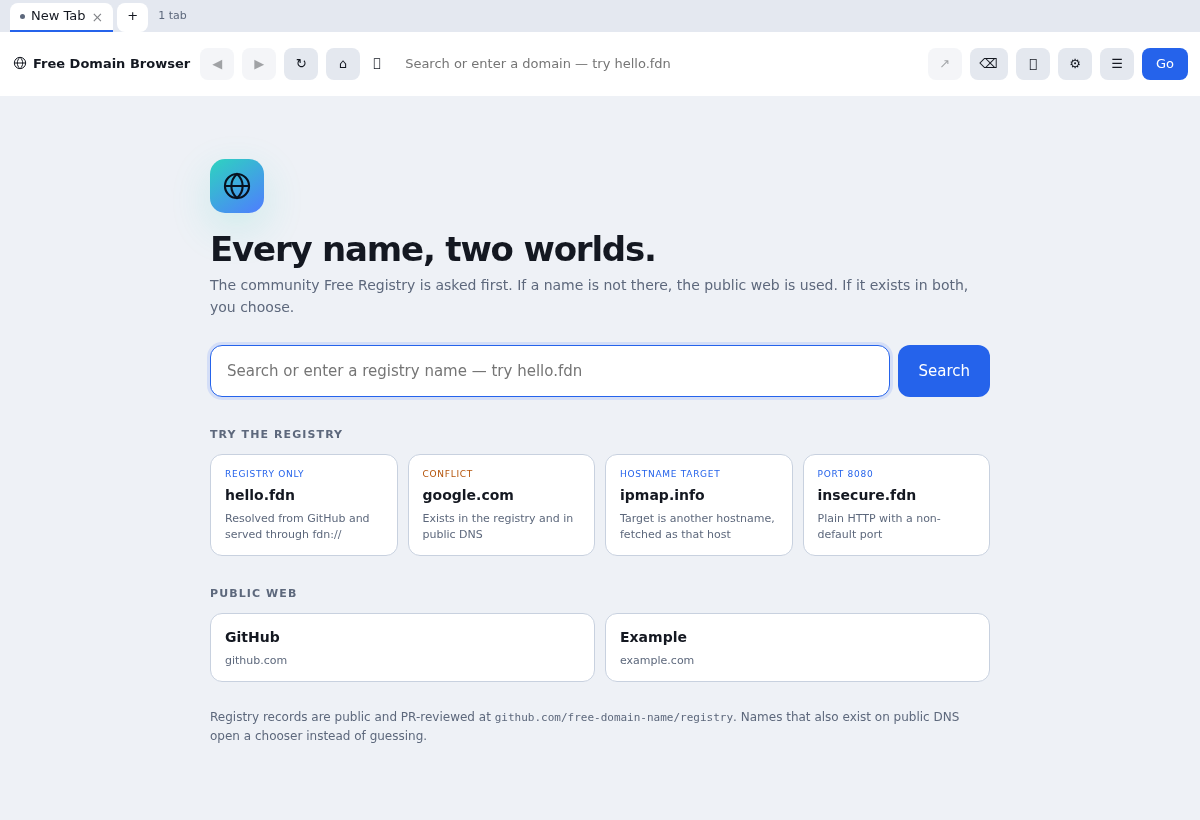 New Tab ×
+
1 tab
Free Domain Browser
Search or enter a domain — try hello.fdn
Go
Every name, two worlds.
The community Free Registry is asked first. If a name is not there, the public web is used. If it exists in both,
you choose.
Search or enter a registry name — try hello.fdn
Search
TRY THE REGISTRY
REGISTRY ONLY
hello.fdn
Resolved from GitHub and
served through fdn://
CONFLICT
google.com
Exists in the registry and in
public DNS
HOSTNAME TARGET
ipmap.info
Target is another hostname,
fetched as that host
PORT 8080
insecure.fdn
Plain HTTP with a non-
default port
PUBLIC WEB
GitHub
github.com
Example
example.com
Registry records are public and PR-reviewed at github.com/free-domain-name/registry. Names that also exist on public DNS
open a chooser instead of guessing.